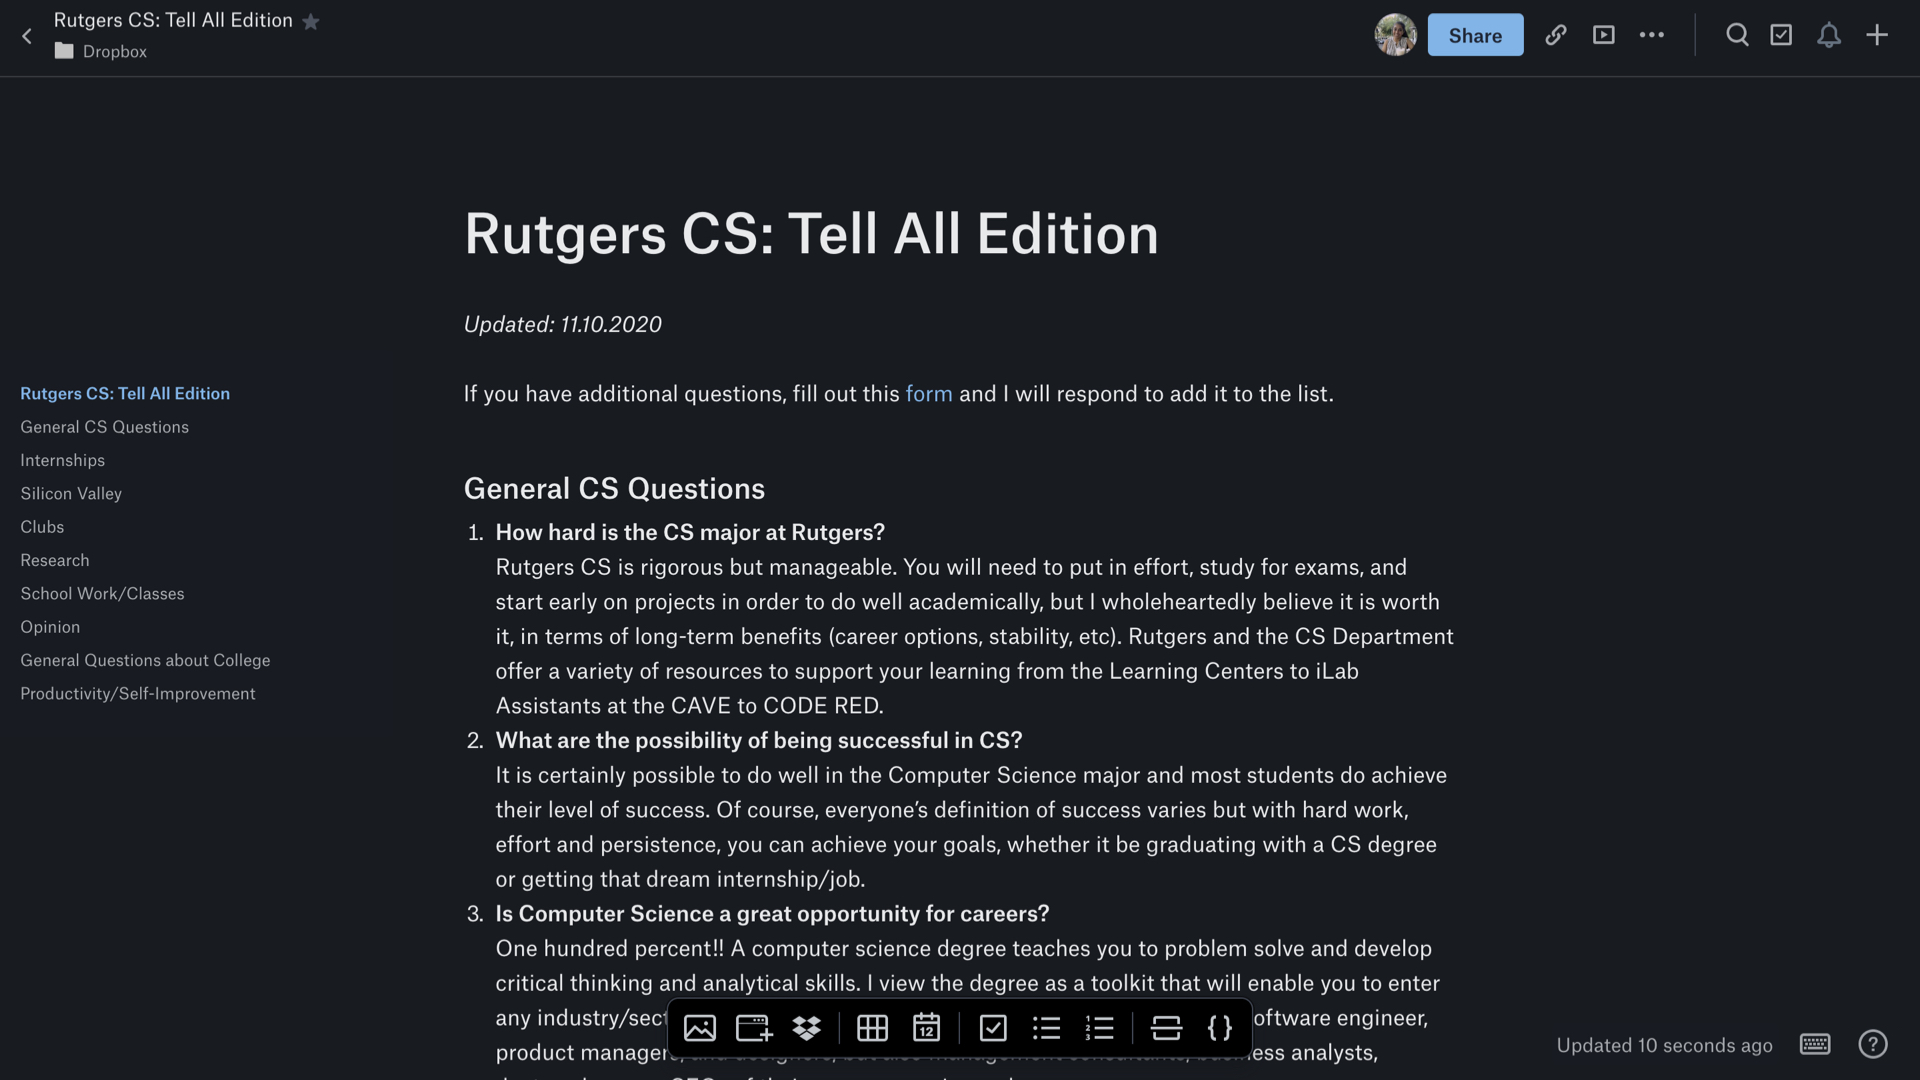 Rutgers CS: Tell All Edition
Dropbox
Share
Rutgers CS: Tell All Edition
Updated: 11.10.2020
If you have additional questions, fill out this form and I will respond to add it to the list.
Rutgers CS: Tell All Edition
General CS Questions
Internships
Silicon Valley
Clubs
Research
School Work/Classes
Opinion
General Questions about College
Productivity/Self-Improvement
General CS Questions
1. How hard is the CS major at Rutgers?
Rutgers CS is rigorous but manageable. You will need to put in effort, study for exams, and
start early on projects in order to do well academically, but I wholeheartedly believe it is worth
it, in terms of long-term benefits (career options, stability, etc). Rutgers and the CS Department
offer a variety of resources to support your learning from the Learning Centers to iLab
Assistants at the CAVE to CODE RED.
2. What are the possibility of being successful in CS?
It is certainly possible to do well in the Computer Science major and most students do achieve
their level of success. Of course, everyone's definition of success varies but with hard work,
effort and persistence, you can achieve your goals, whether it be graduating with a CS degree
or getting that dream internship/job.
3. Is Computer Science a great opportunity for careers?
One hundred percent!! A computer science degree teaches you to problem solve and develop
critical thinking and analytical skills. I view the degree as a toolkit that will enable you to enter
any oftware engineer,
product managers, analysts,
12
Updated 10 seconds ago